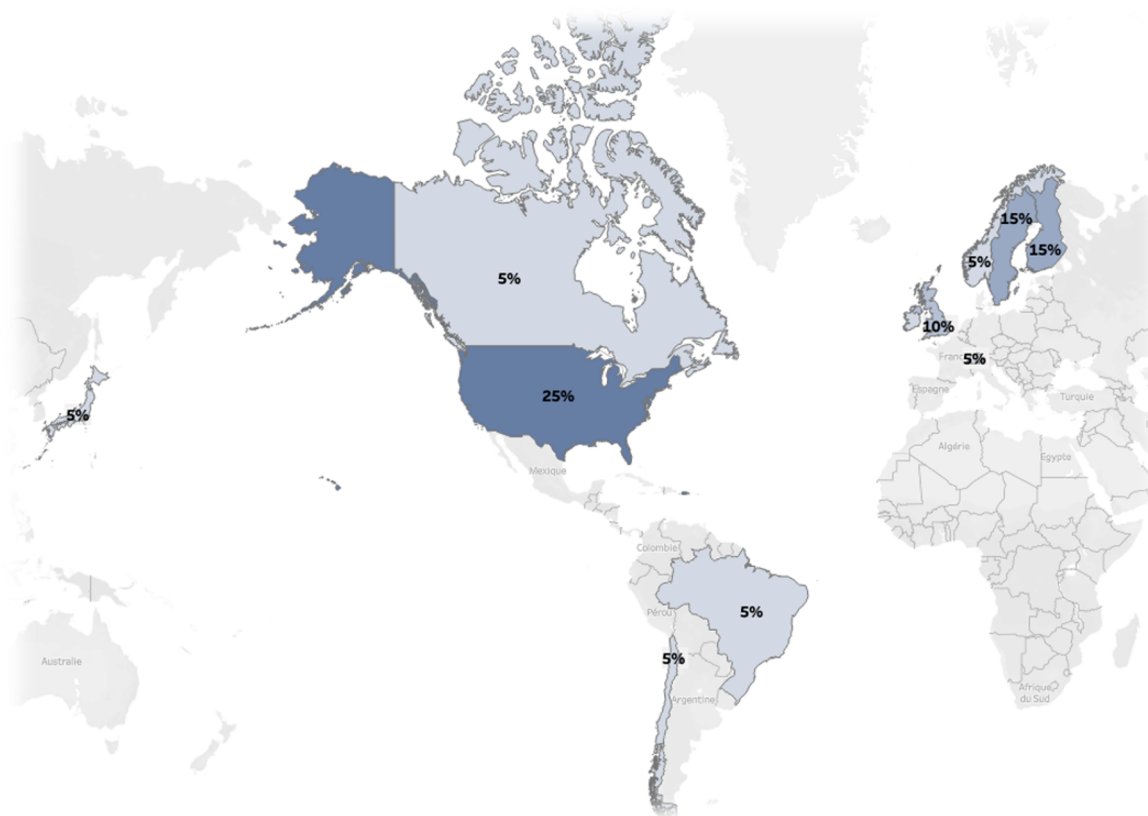 15%
15%
5%
5%
10%
France
5%
Espagne
Turquie
5%
25%
Algérie
Egypte
Mexique
Colombie
5%
Pérou
5%
Australie
Argentine
Afrique
du Sud